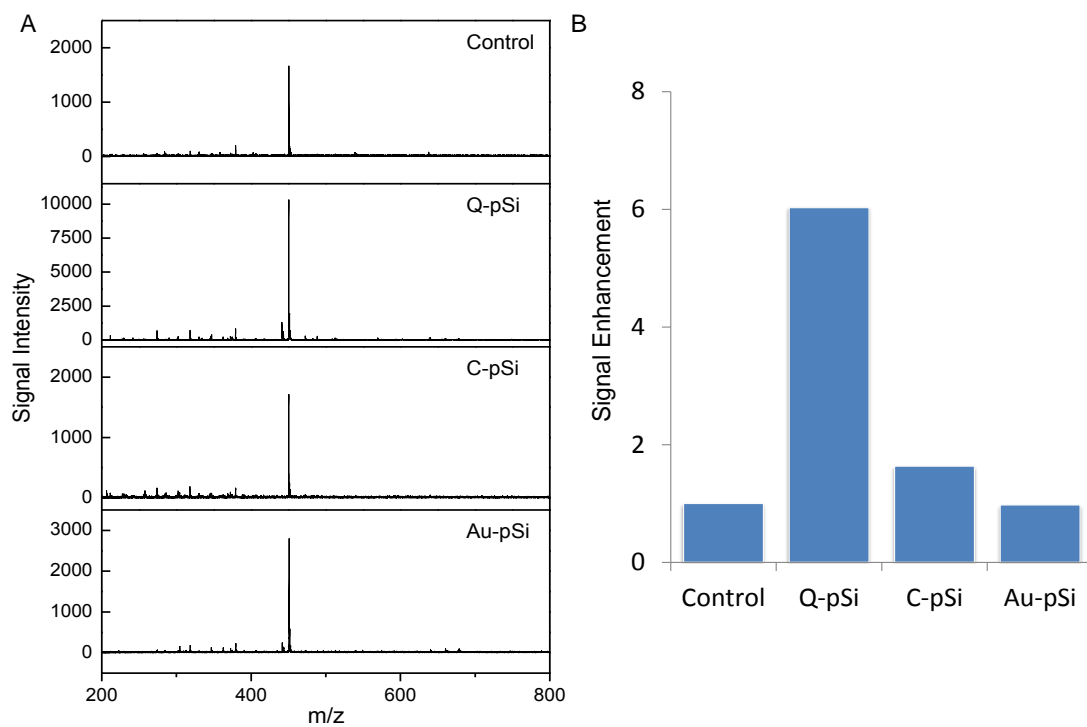 A
Signal Intensity
Control
2000
1000
0
Q-pSi
10000
7500
5000
2500
0
C-pSi
2000
1000
0
Au-pSi
3000
2000
1000
0
200 400 600 800
m/z
B
Signal Enhancement
8
6
4
2
0
Control Q-pSi C-pSi Au-pSi